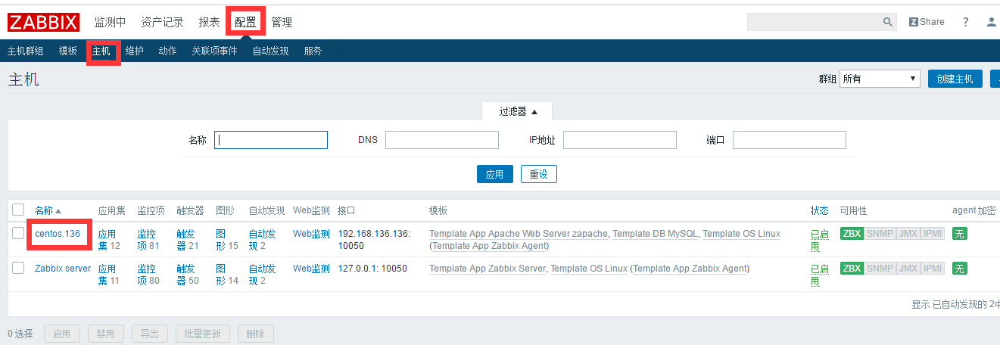 ZABBIX 监测中 资产记录 报表 配置 管理 Z Share ?
主机群组 模板 主机 维护 动作 关联项事件 自动发现 服务
主机 群组 所有 创建主机
过滤器
名称 DNS IP地址 端口
应用 重设
名称 应用集 监控项 触发器 图形 自动发现 Web监测 接口 模板 状态 可用性 agent 加密
centos.136 应用 监控 触发 图 自动发 Web监测 192.168.136.136: Template App Apache Web Server zapache, Template DB MySQL, Template OS Linux 已启 ZBX SNMP JMX IPMI 无
集 12 项 81 器 21 形 15 现 2 10050 (Template App Zabbix Agent) 用
Zabbix server 应用 监控 触发 图 自动发 Web监测 127.0.0.1: 10050 Template App Zabbix Server, Template OS Linux (Template App Zabbix Agent) 已启 ZBX SNMP JMX IPMI 无
集 11 项 80 器 50 形 14 现 2 用
显示 已自动发现的 2中
0 选择 启用 禁用 导出 批量更新 删除